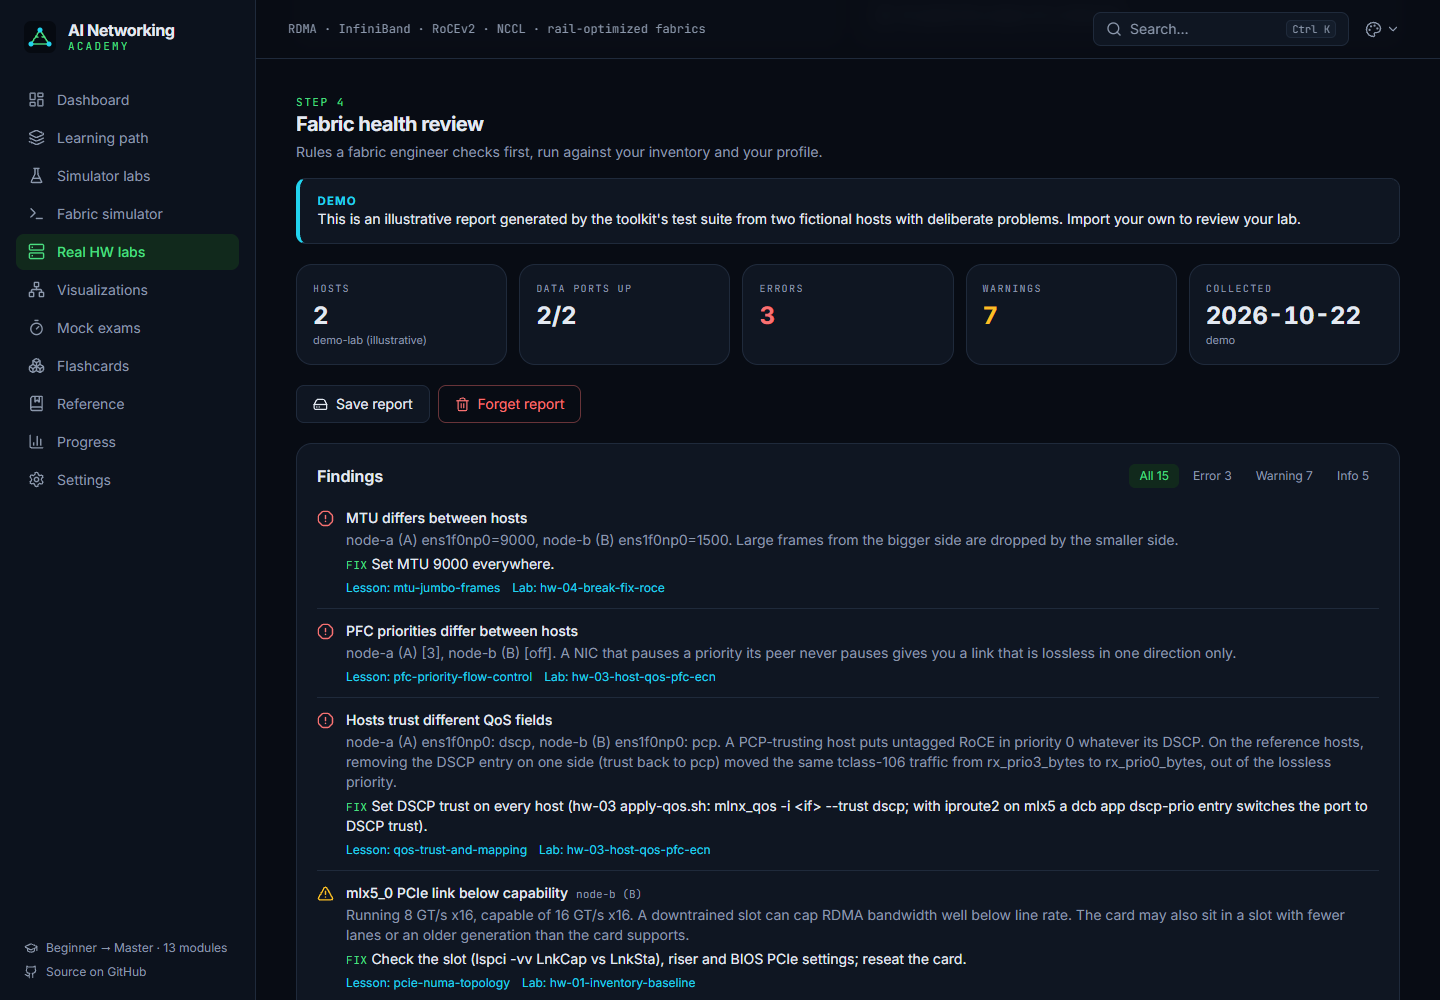 AI Networking
ACADEMY
Dashboard
Learning path
Simulator labs
Fabric simulator
Real HW labs
Visualizations
Mock exams
Flashcards
Reference
Progress
Settings
Beginner → Master · 13 modules
Source on GitHub
RDMA · InfiniBand · RoCEv2 · NCCL · rail-optimized fabrics
Search...
Ctrl K
STEP 4
Fabric health review
Rules a fabric engineer checks first, run against your inventory and your profile.
DEMO
This is an illustrative report generated by the toolkit's test suite from two fictional hosts with deliberate problems. Import your own to review your lab.
HOSTS
2
demo-lab (illustrative)
DATA PORTS UP
2/2
ERRORS
3
WARNINGS
7
COLLECTED
2026-10-22
demo
Save report
Forget report
Findings
All 15
Error 3
Warning 7
Info 5
MTU differs between hosts
node-a (A) ens1f0np0=9000, node-b (B) ens1f0np0=1500. Large frames from the bigger side are dropped by the smaller side.
FIX Set MTU 9000 everywhere.
Lesson: mtu-jumbo-frames Lab: hw-04-break-fix-roce
PFC priorities differ between hosts
node-a (A) [3], node-b (B) [off]. A NIC that pauses a priority its peer never pauses gives you a link that is lossless in one direction only.
Lesson: pfc-priority-flow-control Lab: hw-03-host-qos-pfc-ecn
Hosts trust different QoS fields
node-a (A) ens1f0np0: dscp, node-b (B) ens1f0np0: pcp. A PCP-trusting host puts untagged RoCE in priority 0 whatever its DSCP. On the reference hosts,
removing the DSCP entry on one side (trust back to pcp) moved the same tclass-106 traffic from rx_prio3_bytes to rx_prio0_bytes, out of the lossless
priority.
FIX Set DSCP trust on every host (hw-03 apply-qos.sh: mlnx_qos -i <if> --trust dscp; with iproute2 on mlx5 a dcb app dscp-prio entry switches the port to
DSCP trust).
Lesson: qos-trust-and-mapping Lab: hw-03-host-qos-pfc-ecn
mlx5_0 PCIe link below capability node-b (B)
Running 8 GT/s x16, capable of 16 GT/s x16. A downtrained slot can cap RDMA bandwidth well below line rate. The card may also sit in a slot with fewer
lanes or an older generation than the card supports.
FIX Check the slot (lspci -vv LnkCap vs LnkSta), riser and BIOS PCIe settings; reseat the card.
Lesson: pcie-numa-topology Lab: hw-01-inventory-baseline